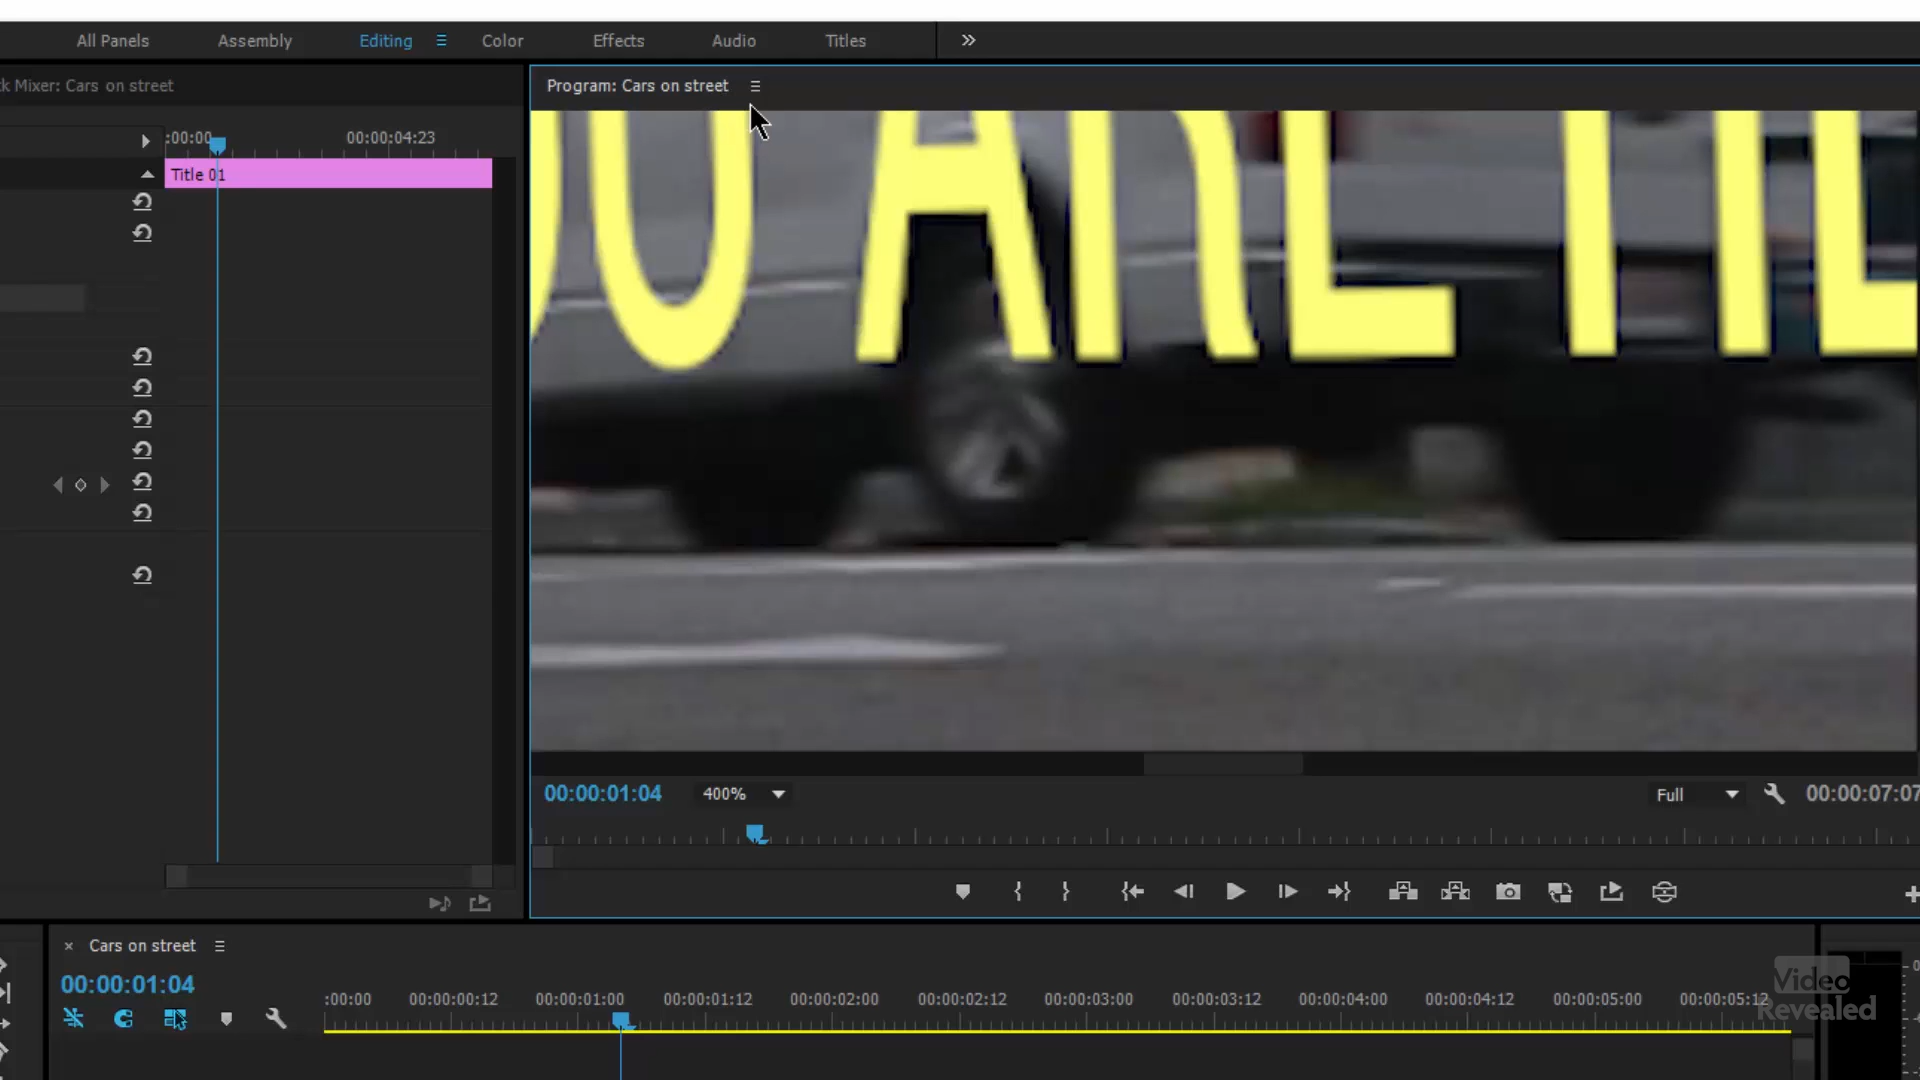 All Panels Assembly Editing Color Effects Audio Titles
k Mixer: Cars on street
Program: Cars on street
:00:00 00:00:04:23
Title 01
OU ARE
00:00:01:04 400% Full 00:00:07:07
Cars on street
00:00:01:04
:00:00 00:00:00:12 00:00:01:00 00:00:01:12 00:00:02:00 00:00:02:12 00:00:03:00 00:00:03:12 00:00:04:00 00:00:04:12 00:00:05:00 00:00:05:12
Video
Revealed